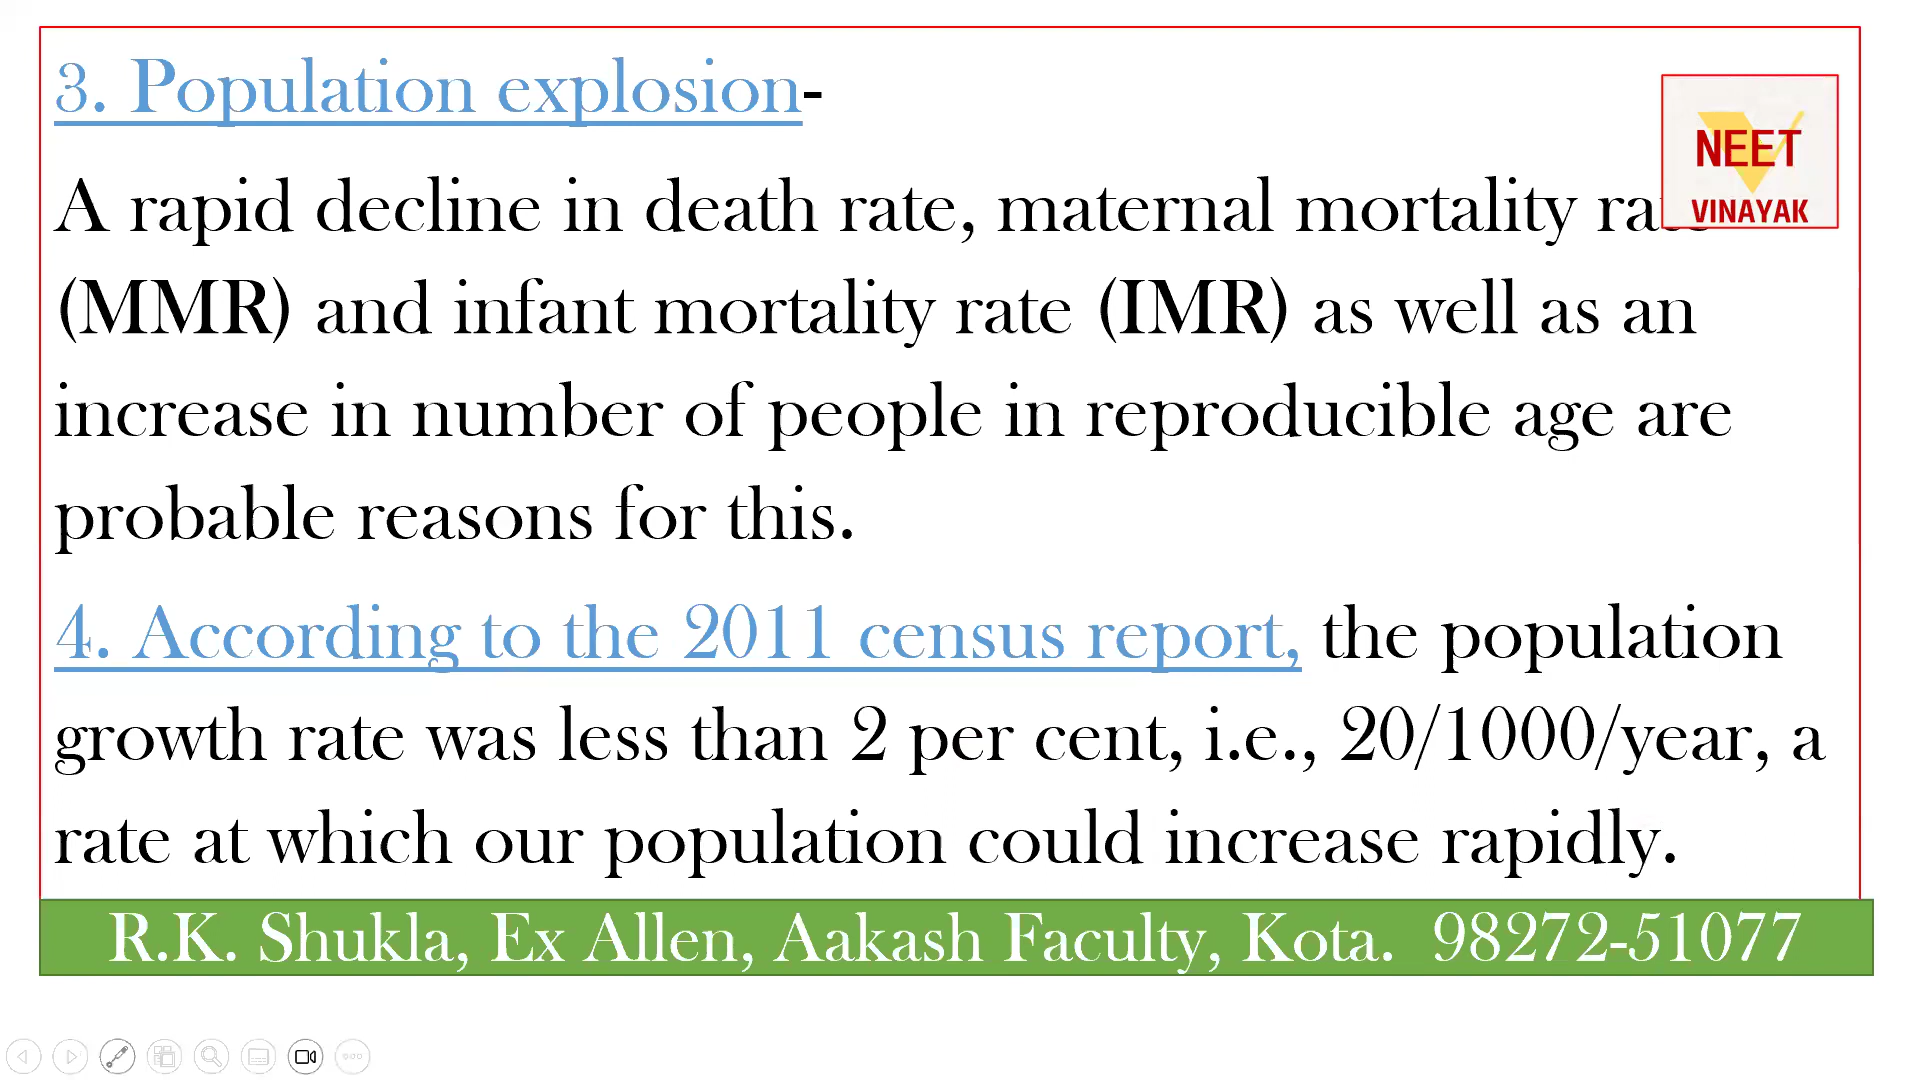 3. Population explosion-
A rapid decline in death rate, maternal mortality rate
NEET
VINAYAK
(MMR) and infant mortality rate (IMR) as well as an
increase in number of people in reproducible age are
probable reasons for this.
4. According to the 2011 census report, the population
growth rate was less than 2 per cent, i.e., 20/1000/year, a
rate at which our population could increase rapidly.
R.K. Shukla, Ex Allen, Aakash Faculty, Kota. 98272-51077